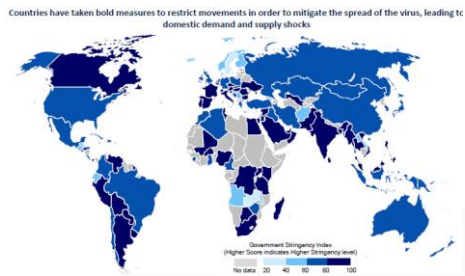 Countries have taken bold measures to restrict movements in order to mitigate the spread of the virus, leading to
domestic demand and supply shocks
Government Stringency Index
(Higher Score indicates Higher Stringency level)
No data 20 40 60 80 100